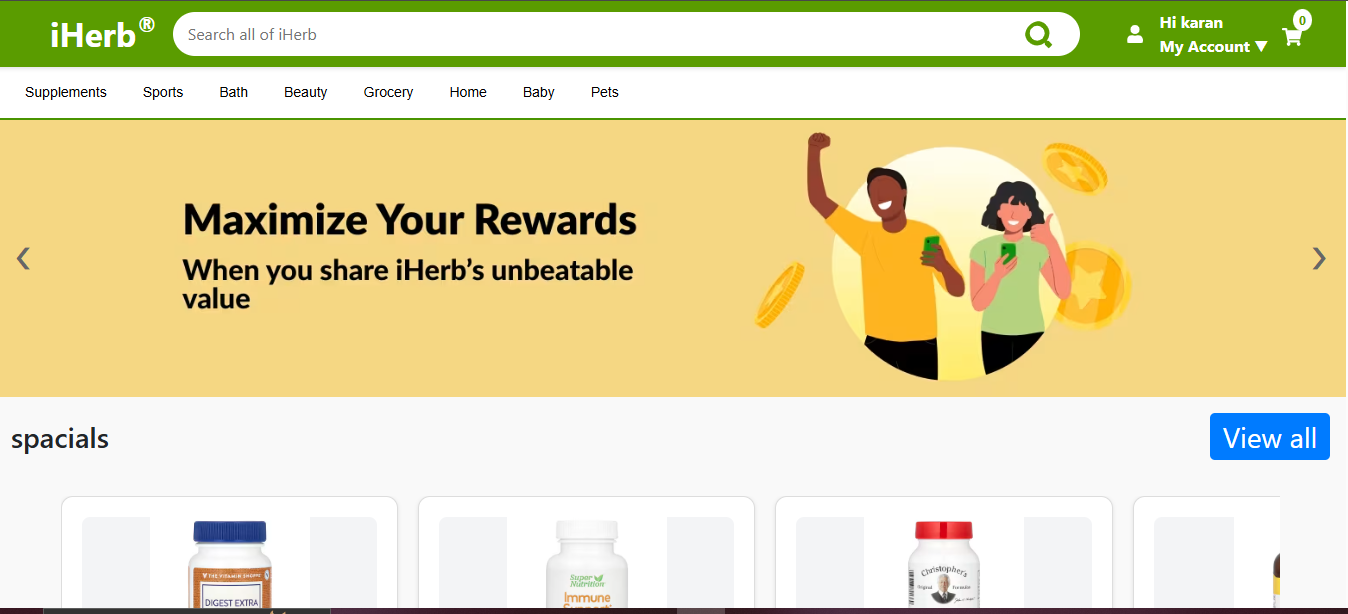 iHerb®
Search all of iHerb
Hi karan
My Account ▼
0
Supplements Sports Bath Beauty Grocery Home Baby Pets
Maximize Your Rewards
When you share iHerb's unbeatable
value
❮ ❯
spacials
View all
THE VITAMIN SHOPPE
DIGEST EXTRA
Super
Nutrition
Immune
Support
Christopher's
Original Formulas